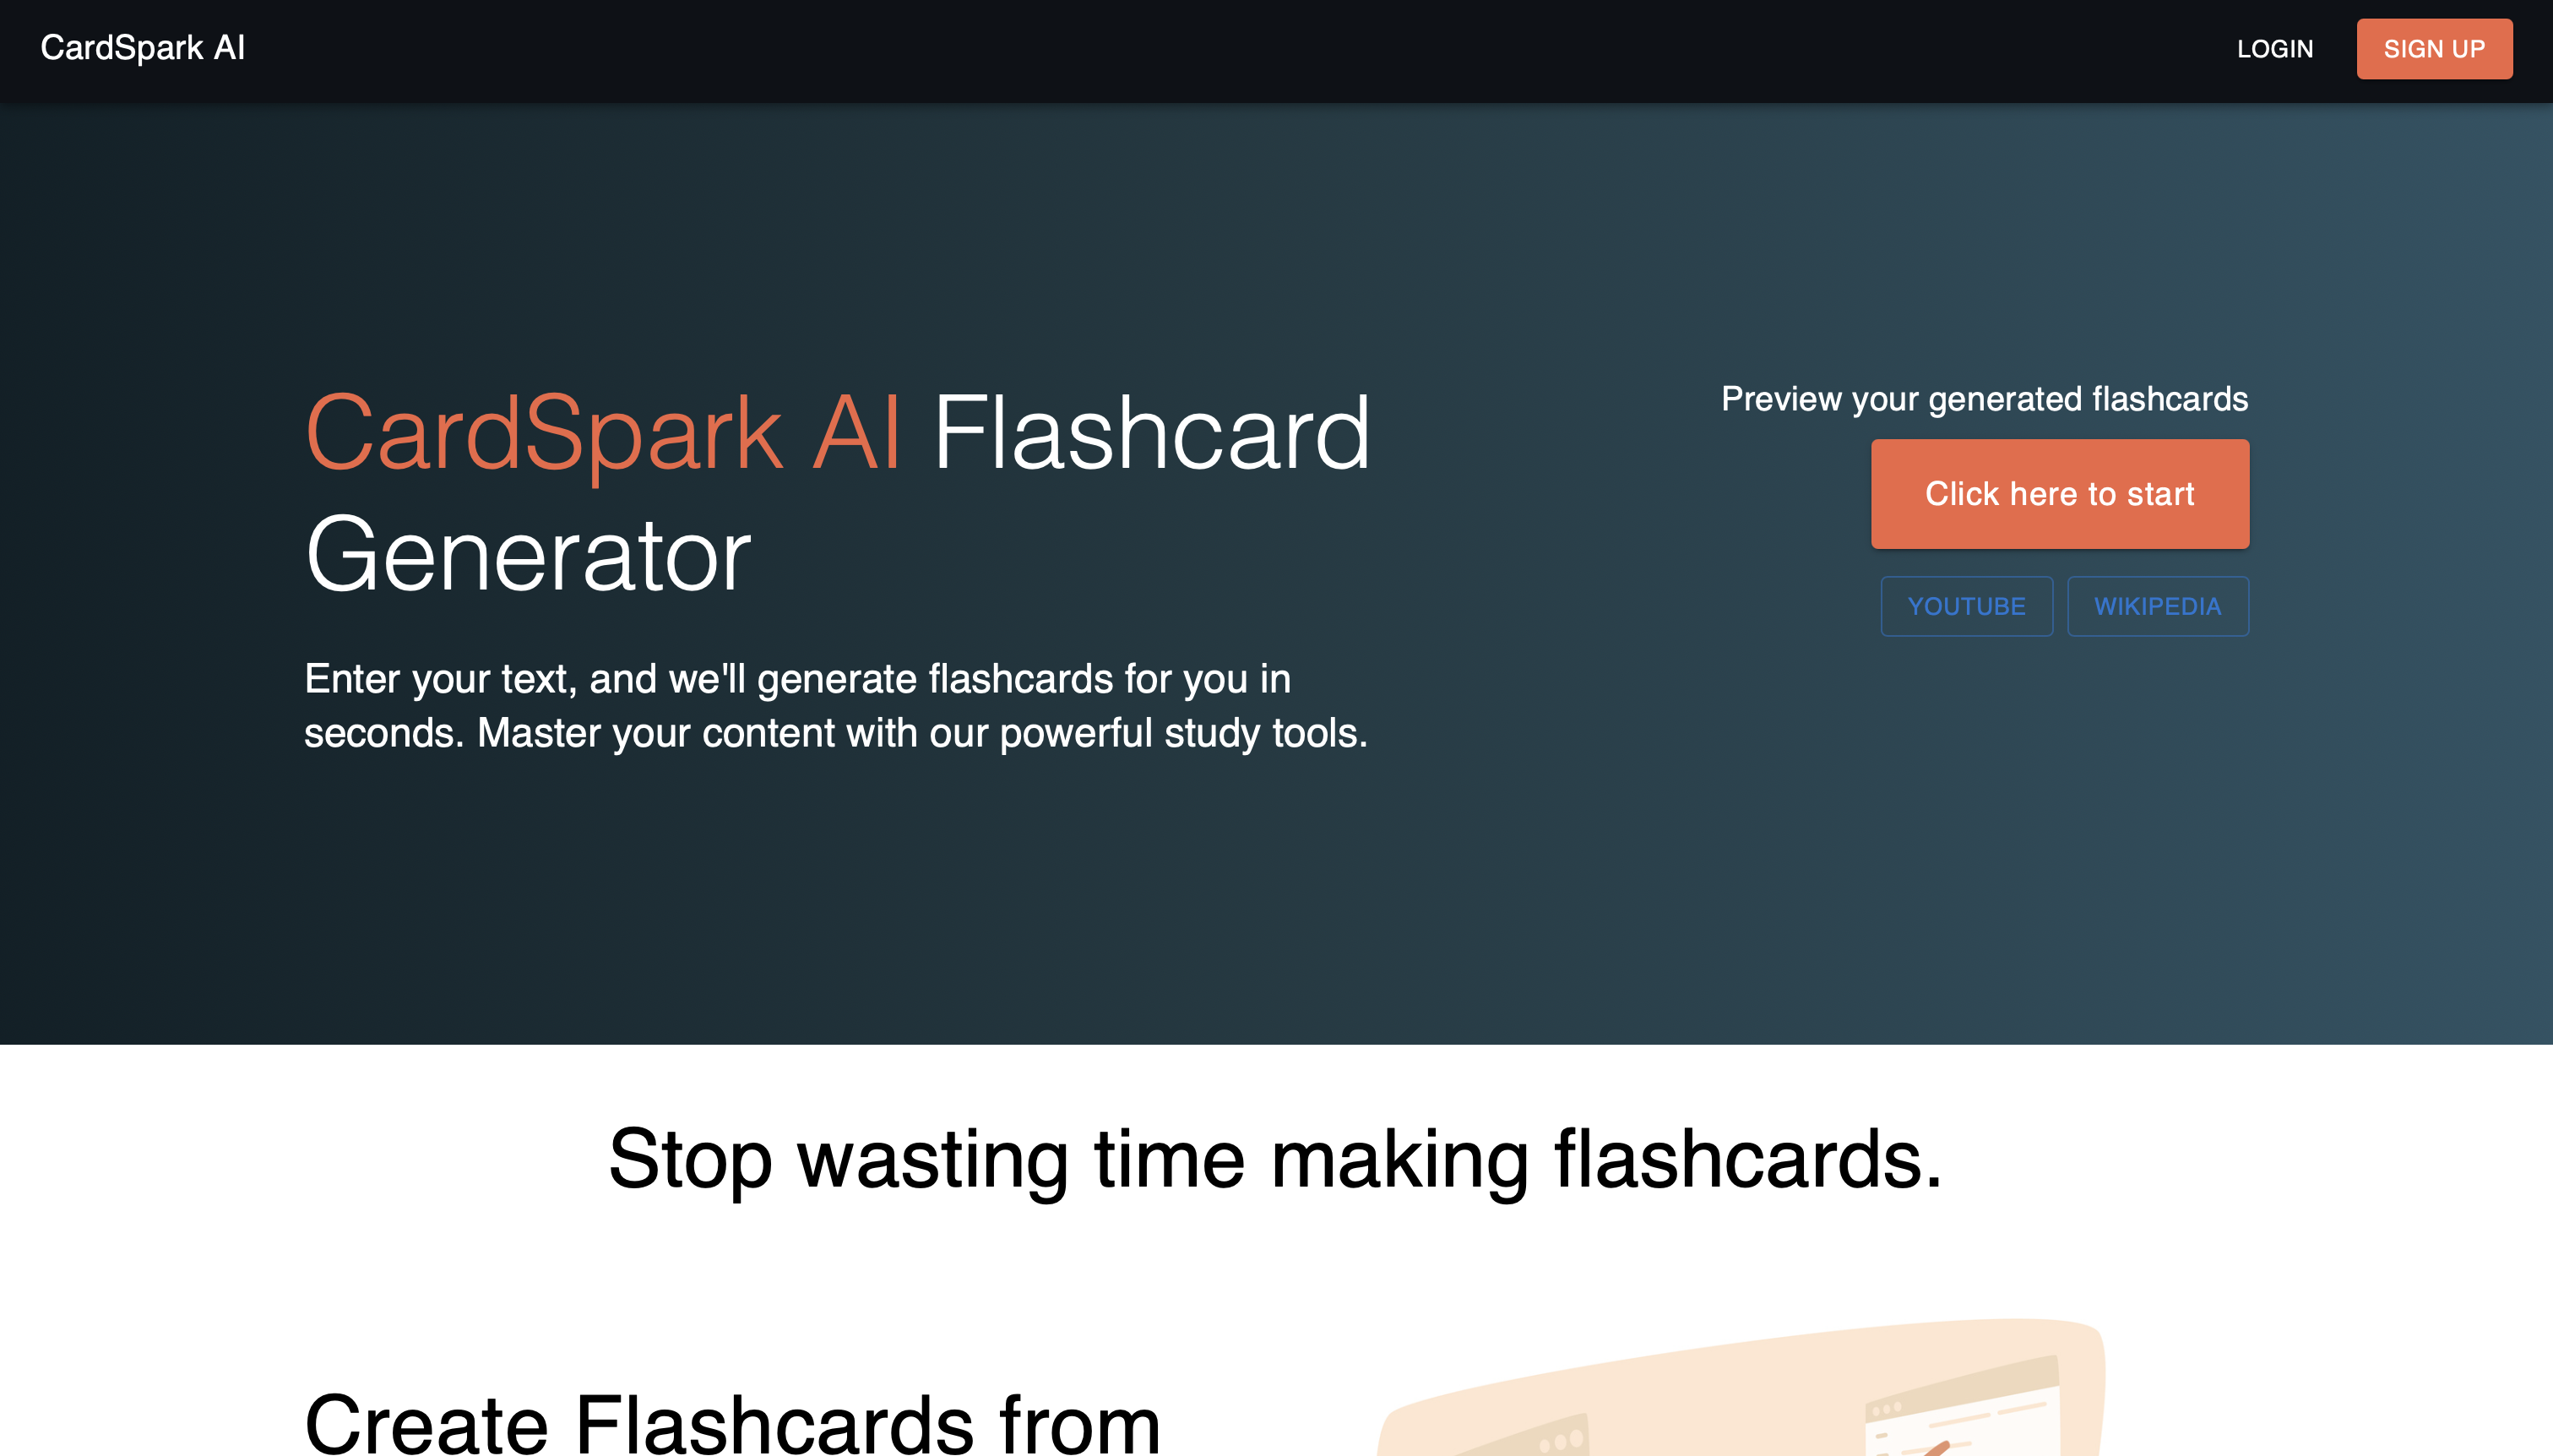 CardSpark AI
LOGIN
SIGN UP
CardSpark AI Flashcard
Generator
Enter your text, and we'll generate flashcards for you in
seconds. Master your content with our powerful study tools.
Preview your generated flashcards
Click here to start
YOUTUBE
WIKIPEDIA
Stop wasting time making flashcards.
Create Flashcards from